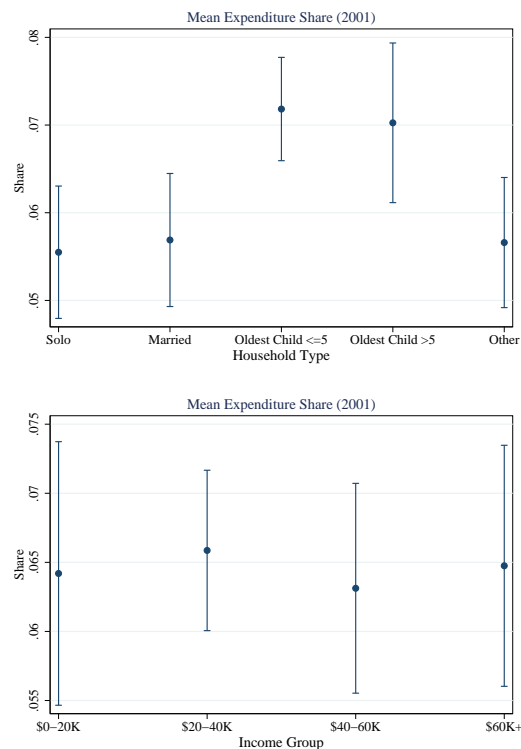 Mean Expenditure Share (2001)
.08
.07
.06
.05
Share
Solo Married Oldest Child <=5 Oldest Child >5 Other
Household Type
Mean Expenditure Share (2001)
.075
.07
.065
.06
.055
Share
$0−20K $20−40K $40−60K $60K+
Income Group